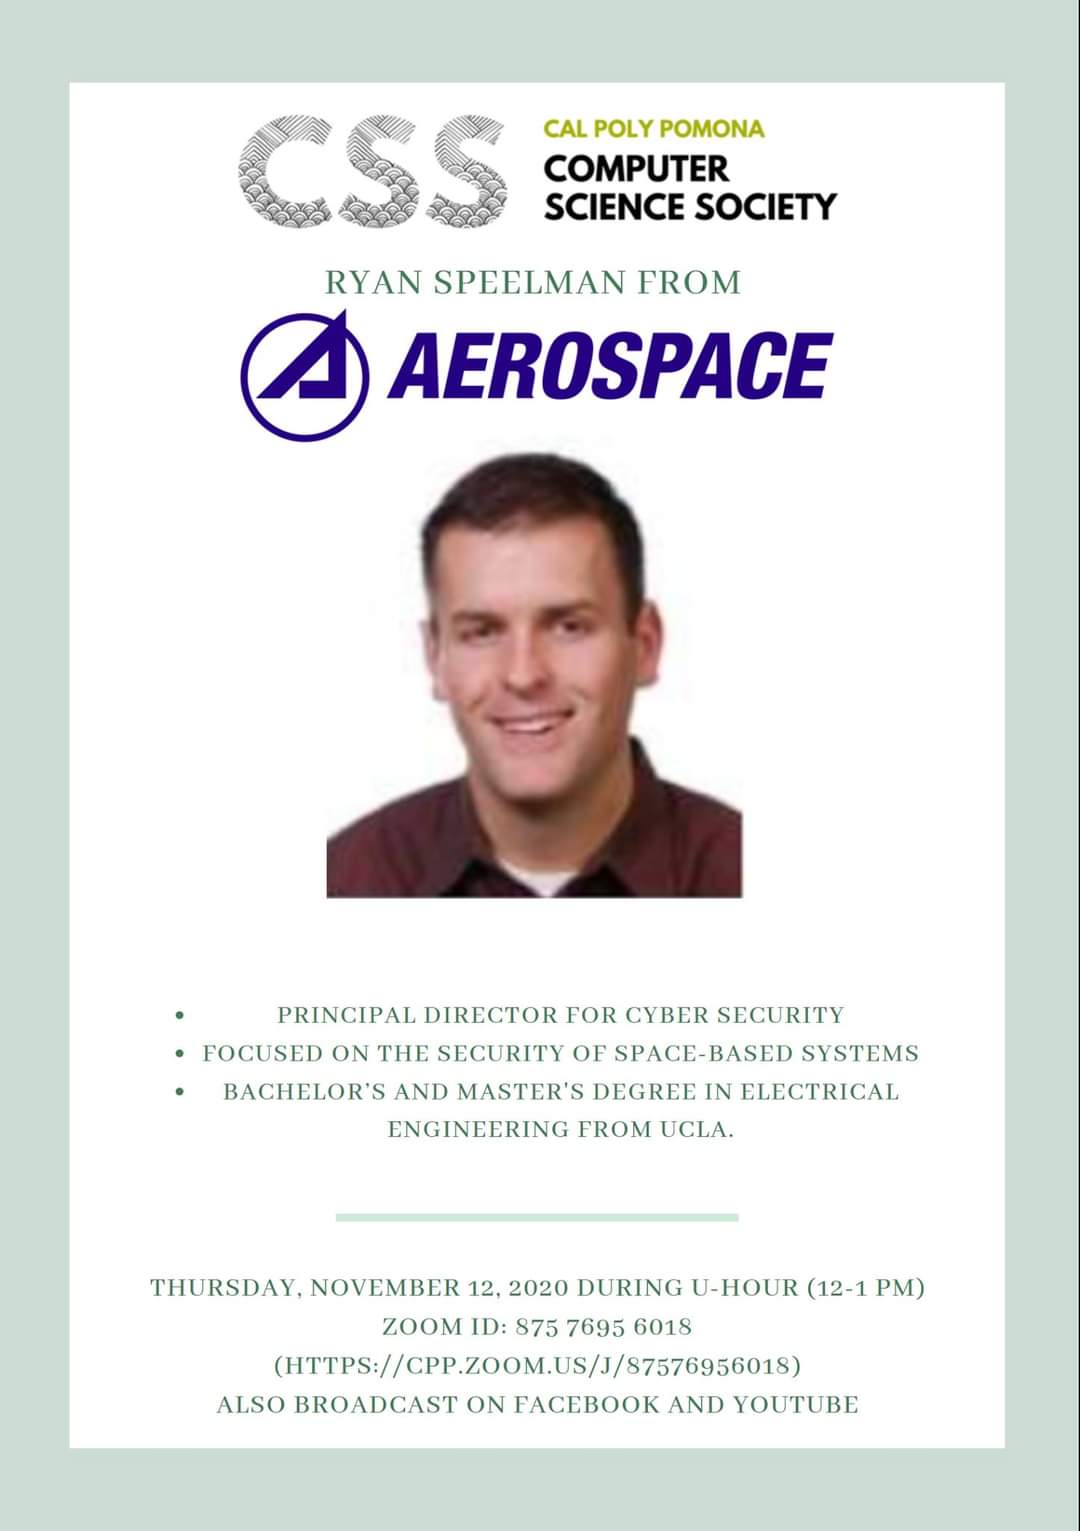 CSS
CAL POLY POMONA
COMPUTER
SCIENCE SOCIETY
RYAN SPEELMAN FROM
AEROSPACE
• PRINCIPAL DIRECTOR FOR CYBER SECURITY
• FOCUSED ON THE SECURITY OF SPACE-BASED SYSTEMS
• BACHELOR’S AND MASTER'S DEGREE IN ELECTRICAL
ENGINEERING FROM UCLA.
THURSDAY, NOVEMBER 12, 2020 DURING U-HOUR (12-1 PM)
ZOOM ID: 875 7695 6018
(HTTPS://CPP.ZOOM.US/J/87576956018)
ALSO BROADCAST ON FACEBOOK AND YOUTUBE